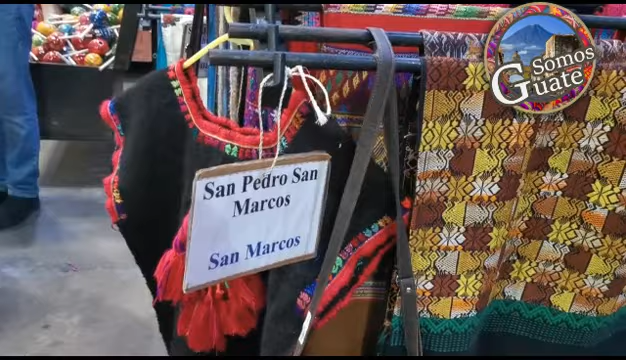 Somos
Guate
San Pedro San
Marcos
San Marcos